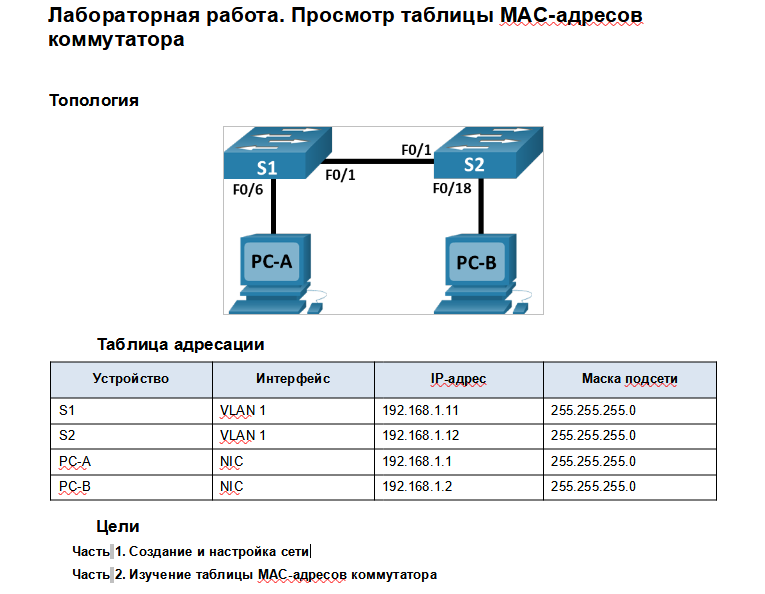 Лабораторная работа. Просмотр таблицы MAC-адресов
коммутатора
Топология
F0/1
S1
S2
F0/1
F0/6
F0/18
PC-A
PC-B
Таблица адресации
Устройство Интерфейс IP-адрес Маска подсети
S1 VLAN 1 192.168.1.11 255.255.255.0
S2 VLAN 1 192.168.1.12 255.255.255.0
PC-A NIC 192.168.1.1 255.255.255.0
PC-B NIC 192.168.1.2 255.255.255.0
Цели
Часть 1. Создание и настройка сети
Часть 2. Изучение таблицы MAC-адресов коммутатора